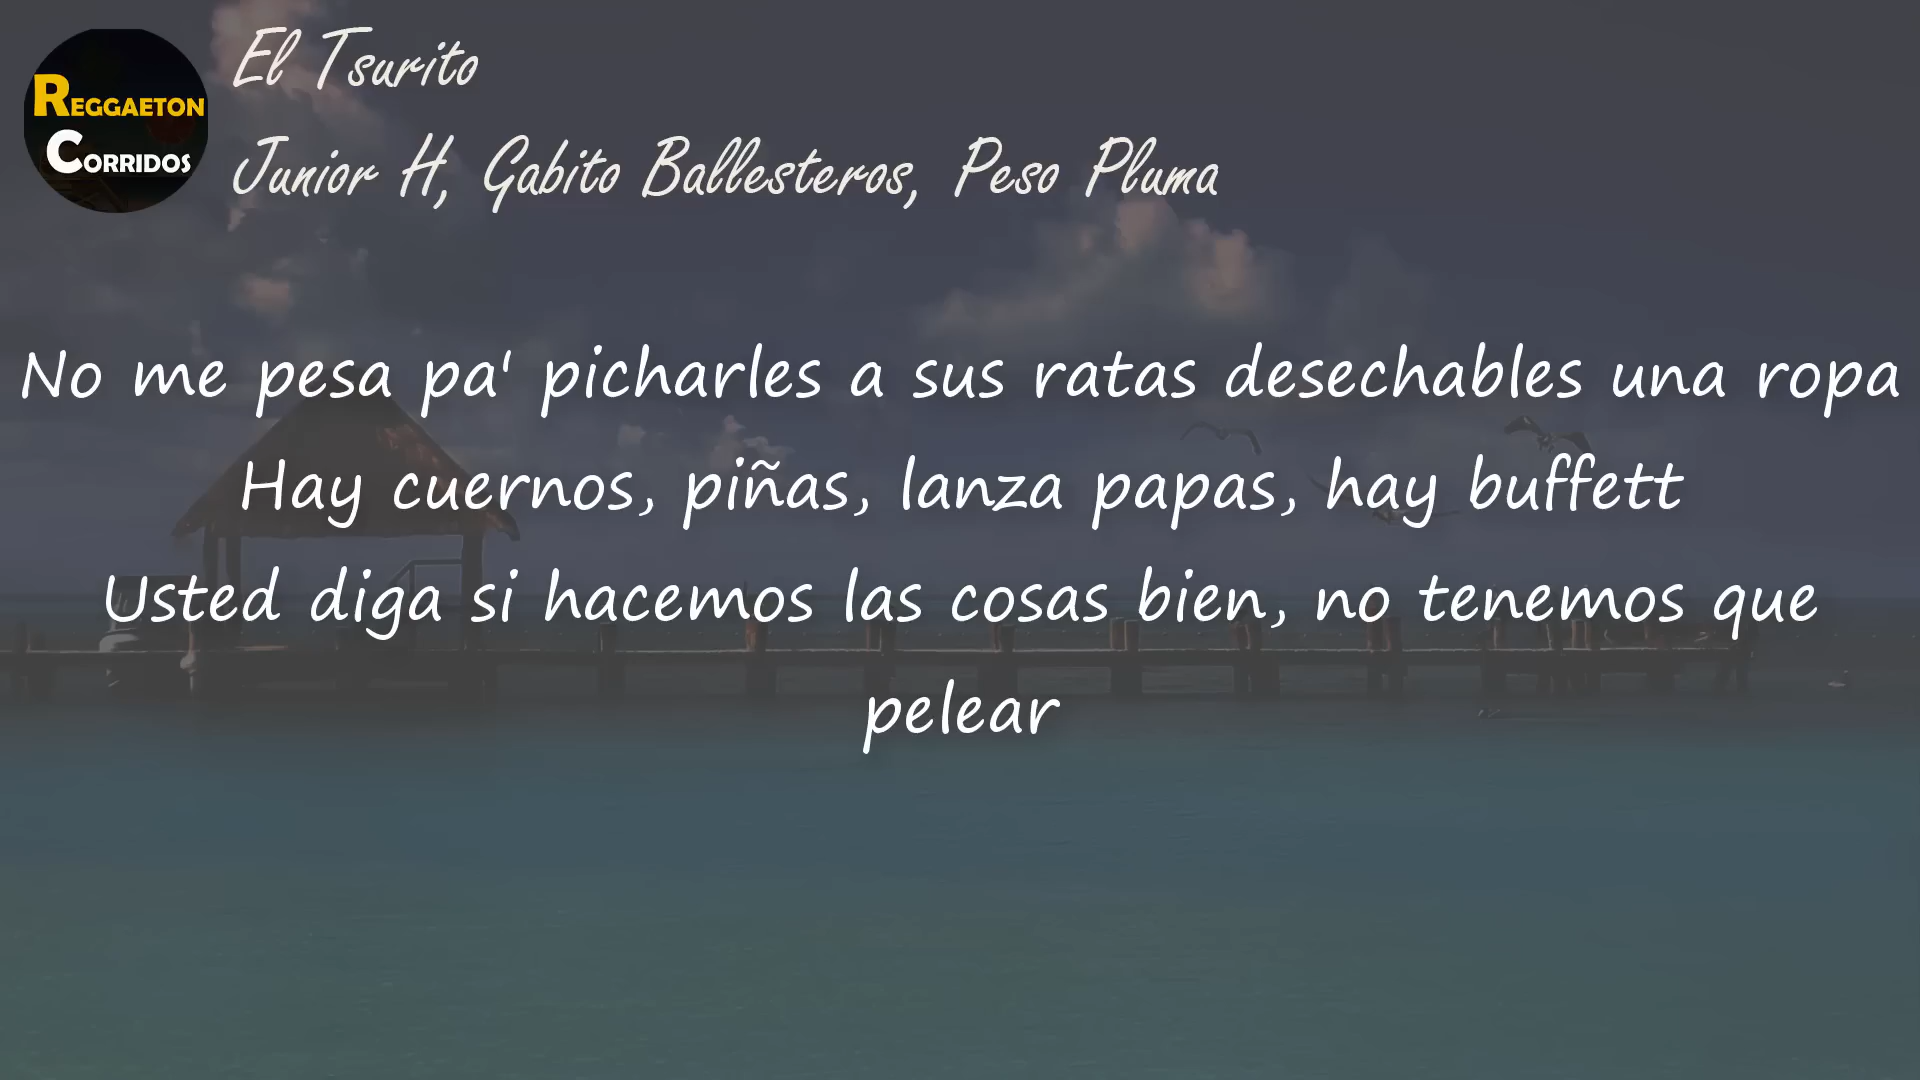 El Tsurito
REGGAETON
CORRIDOS
Junior H, Gabito Ballesteros, Peso Pluma
No me pesa pa' picharles a sus ratas desechables una ropa
Hay cuernos, piñas, lanza papas, hay buffett
Usted diga si hacemos las cosas bien, no tenemos que
pelear